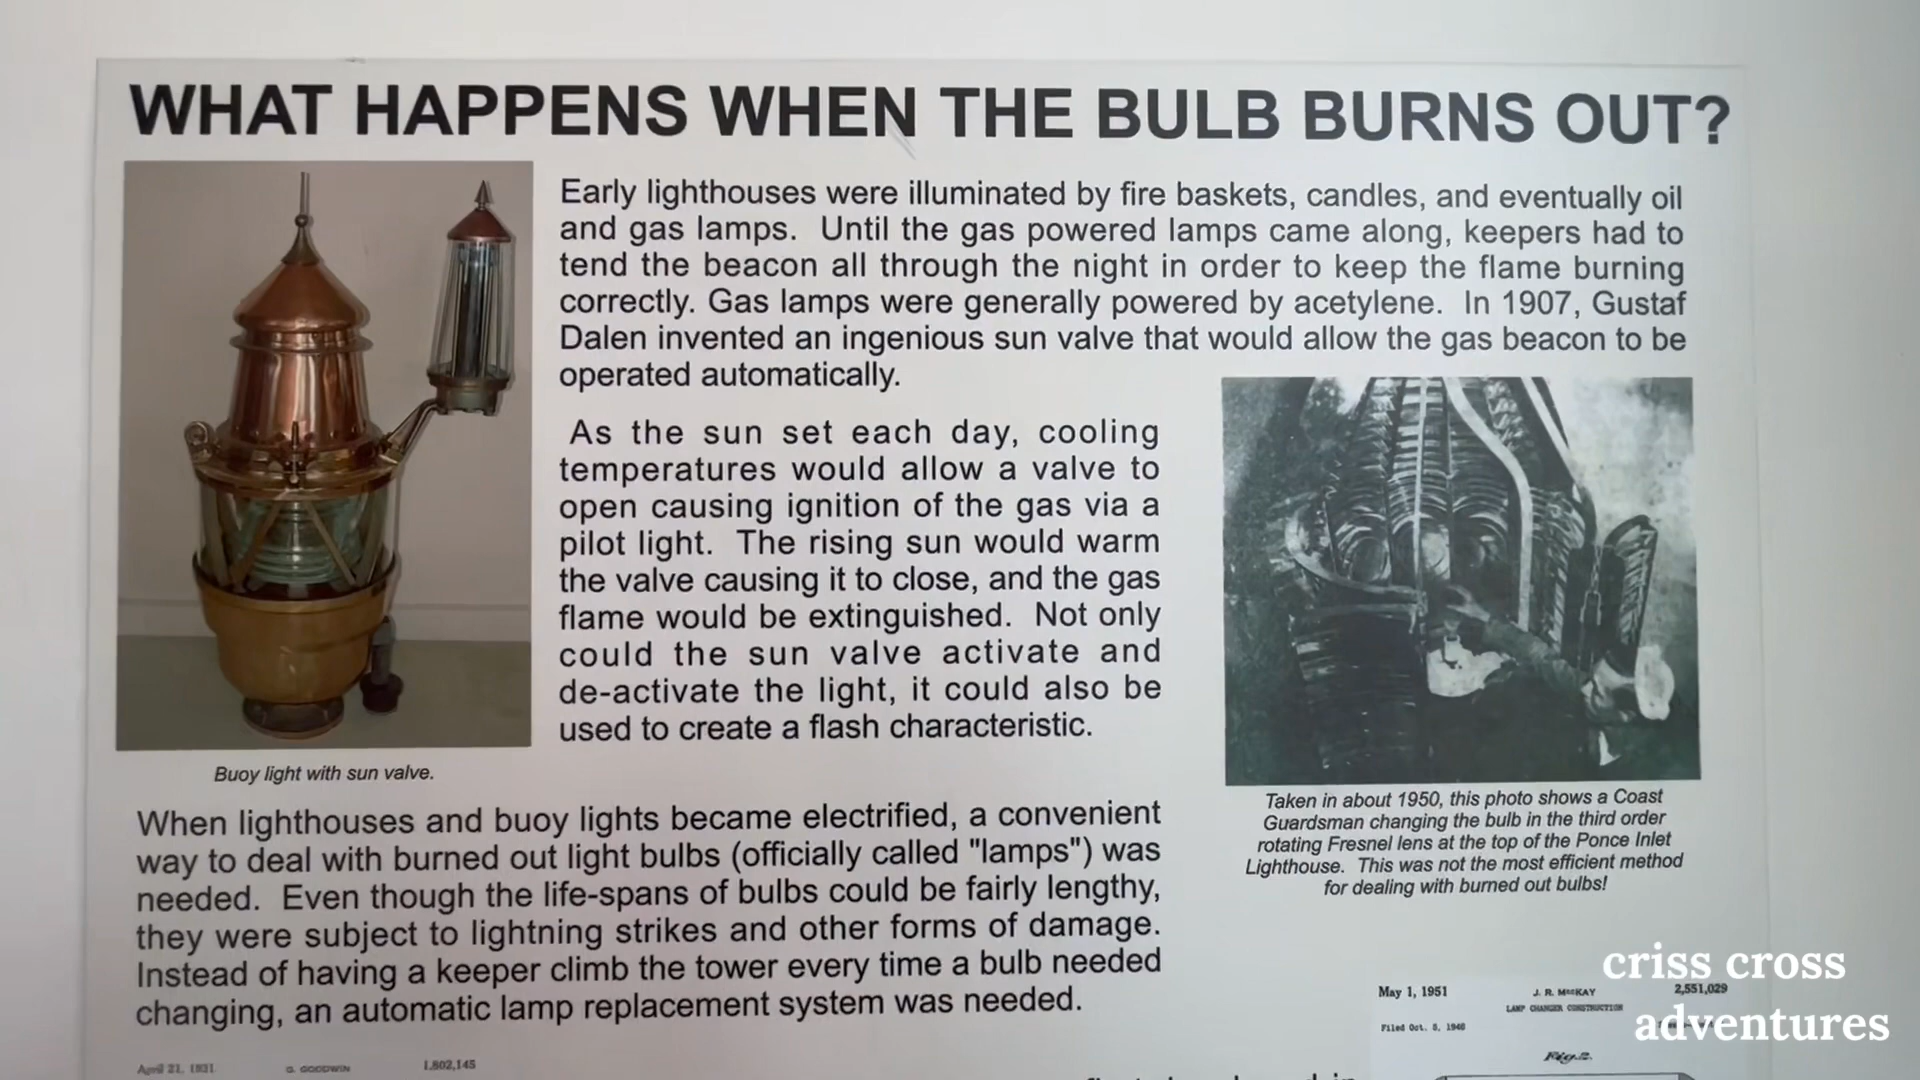 WHAT HAPPENS WHEN THE BULB BURNS OUT?
Early lighthouses were illuminated by fire baskets, candles, and eventually oil
and gas lamps. Until the gas powered lamps came along, keepers had to
tend the beacon all through the night in order to keep the flame burning
correctly. Gas lamps were generally powered by acetylene. In 1907, Gustaf
Dalen invented an ingenious sun valve that would allow the gas beacon to be
operated automatically.
As the sun set each day, cooling
temperatures would allow a valve to
open causing ignition of the gas via a
pilot light. The rising sun would warm
the valve causing it to close, and the gas
flame would be extinguished. Not only
could the sun valve activate and
de-activate the light, it could also be
used to create a flash characteristic.
Buoy light with sun valve.
Taken in about 1950, this photo shows a Coast
Guardsman changing the bulb in the third order
rotating Fresnel lens at the top of the Ponce Inlet
Lighthouse. This was not the most efficient method
for dealing with burned out bulbs!
When lighthouses and buoy lights became electrified, a convenient
way to deal with burned out light bulbs (officially called "lamps") was
needed. Even though the life-spans of bulbs could be fairly lengthy,
they were subject to lightning strikes and other forms of damage.
Instead of having a keeper climb the tower every time a bulb needed
changing, an automatic lamp replacement system was needed.
May 1, 1951 J. R. McKAY 2,551,029
LAMP CHANGER CONSTRUCTION
Filed Oct. 8, 1946
Fig. 2.
April 21, 1931 G. GOODWIN 1,802,145
criss cross
adventures